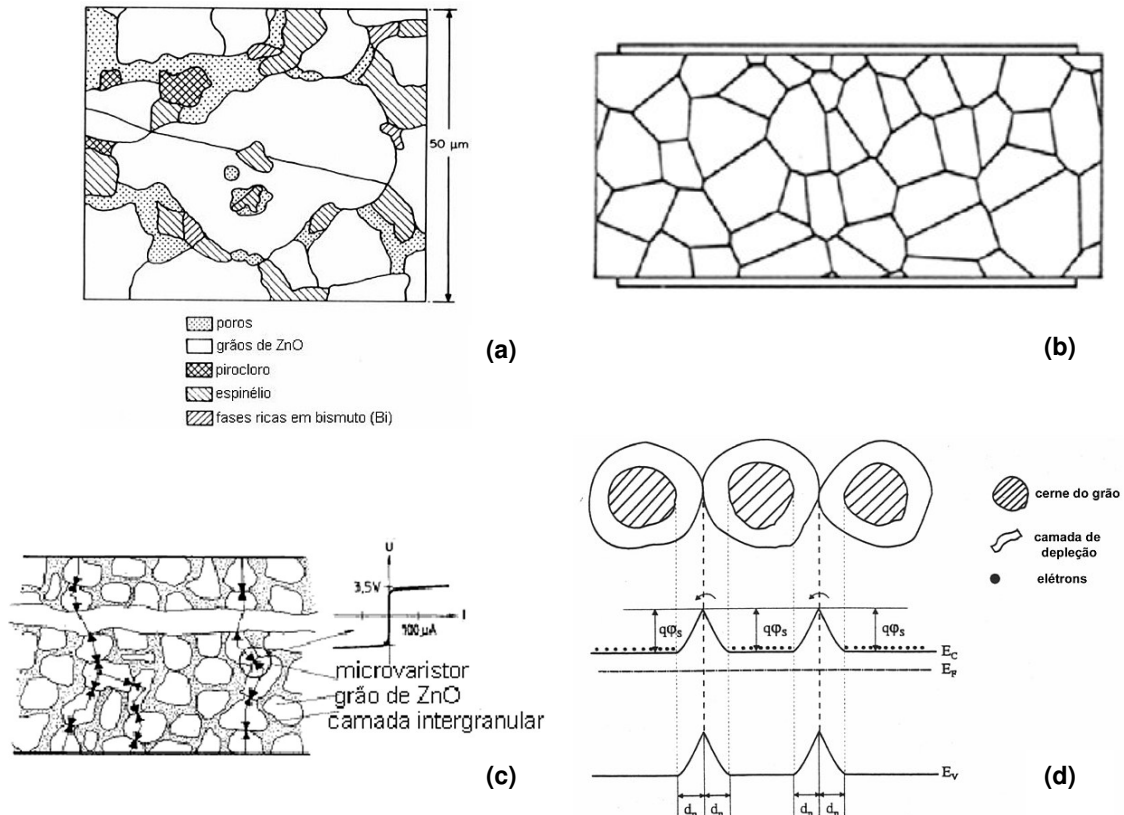 50 μm
poros
grãos de ZnO
pirocloro
espinélio
fases ricas em bismuto (Bi)
(a)
(b)
U
3,5V
I
100 μA
microvaristor
grão de ZnO
camada intergranular
(c)
cerne do grão
camada de
depleção
elétrons
qφs qφs qφs
E_C
E_F
E_V
(d)